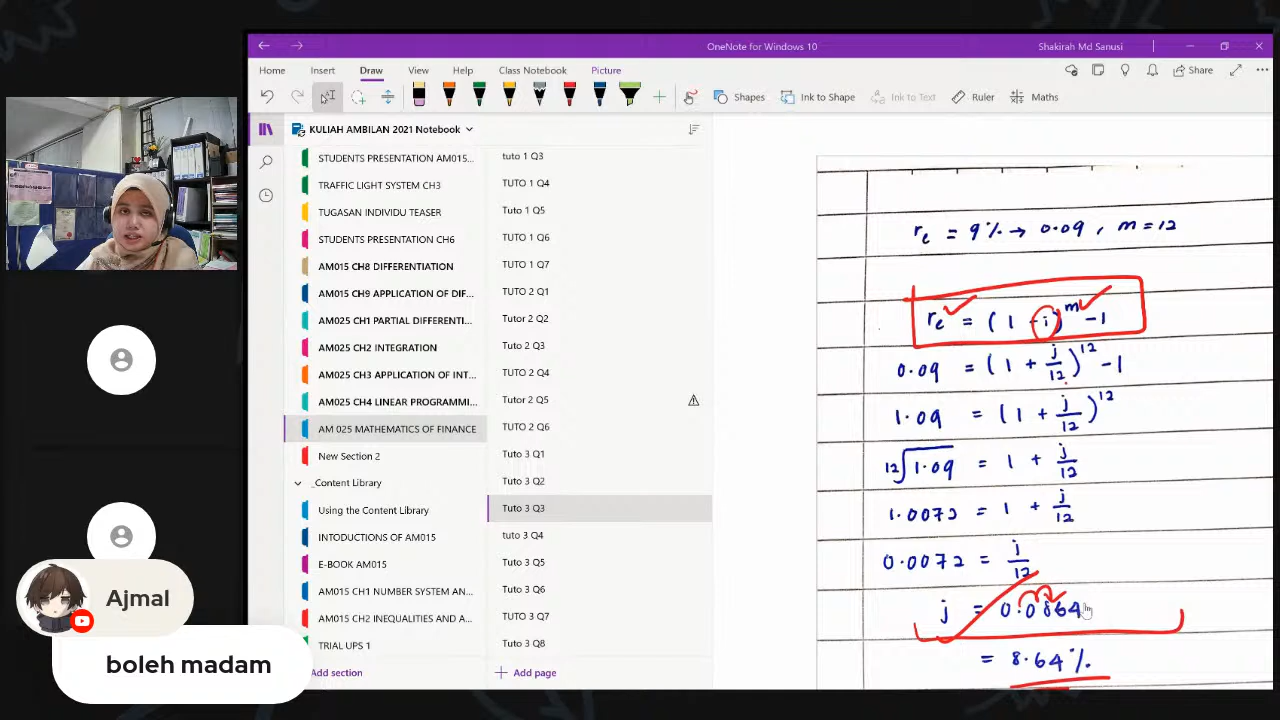 OneNote for Windows 10
Shakirah Md Sanusi
Home Insert Draw View Help Class Notebook Picture
Share
Shapes Ink to Shape Ink to Text Ruler Maths
KULIAH AMBILAN 2021 Notebook
STUDENTS PRESENTATION AM015...
TRAFFIC LIGHT SYSTEM CH3
TUGASAN INDIVIDU TEASER
STUDENTS PRESENTATION CH6
AM015 CH8 DIFFERENTIATION
AM015 CH9 APPLICATION OF DIF...
AM025 CH1 PARTIAL DIFFERENTI...
AM025 CH2 INTEGRATION
AM025 CH3 APPLICATION OF INT...
AM025 CH4 LINEAR PROGRAMMI...
AM 025 MATHEMATICS OF FINANCE
New Section 2
_Content Library
Using the Content Library
INTODUCTIONS OF AM015
E-BOOK AM015
AM015 CH1 NUMBER SYSTEM AN...
AM015 CH2 INEQUALITIES AND A...
TRIAL UPS 1
Add section
tuto 1 Q3
TUTO 1 Q4
Tuto 1 Q5
TUTO 1 Q6
TUTO 1 Q7
TUTO 2 Q1
Tutor 2 Q2
Tuto 2 Q3
TUTO 2 Q4
Tutor 2 Q5
TUTO 2 Q6
Tuto 3 Q1
Tuto 3 Q2
Tuto 3 Q3
tuto 3 Q4
Tuto 3 Q5
Tuto 3 Q6
TUTO 3 Q7
Tuto 3 Q8
Add page
re = 9% → 0.09, m = 12
re = (1 - i)^m - 1
0.09 = (1 + j/12)^12 - 1
1.09 = (1 + j/12)^12
12√1.09 = 1 + j/12
1.0072 = 1 + j/12
0.0072 = j/12
j = 0.0864
= 8.64%
Ajmal
boleh madam